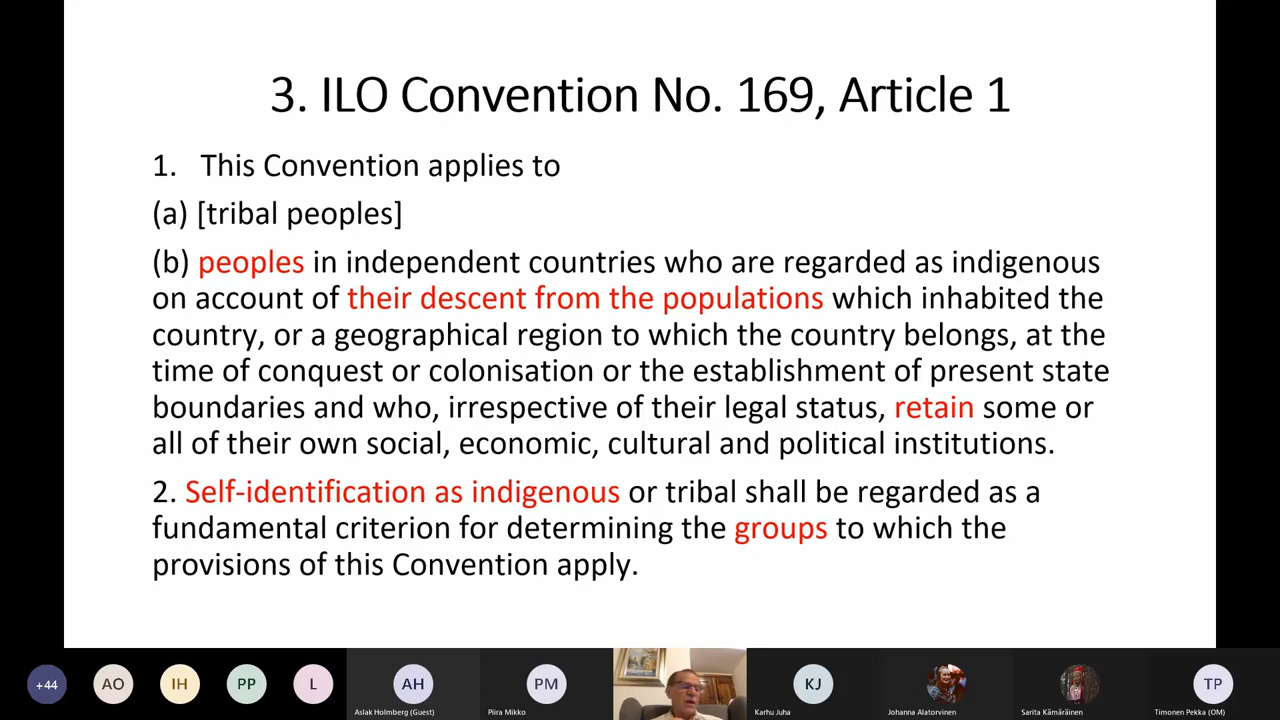 3. ILO Convention No. 169, Article 1
1. This Convention applies to
(a) [tribal peoples]
(b) peoples in independent countries who are regarded as indigenous
on account of their descent from the populations which inhabited the
country, or a geographical region to which the country belongs, at the
time of conquest or colonisation or the establishment of present state
boundaries and who, irrespective of their legal status, retain some or
all of their own social, economic, cultural and political institutions.
2. Self-identification as indigenous or tribal shall be regarded as a
fundamental criterion for determining the groups to which the
provisions of this Convention apply.
+44
AO
IH
PP
L
AH
PM
KJ
TP
Aslak Holmberg (Guest)
Piira Mikko
Karhu Juha
Johanna Alatorvinen
Sarita Kämäräinen
Timonen Pekka (OM)